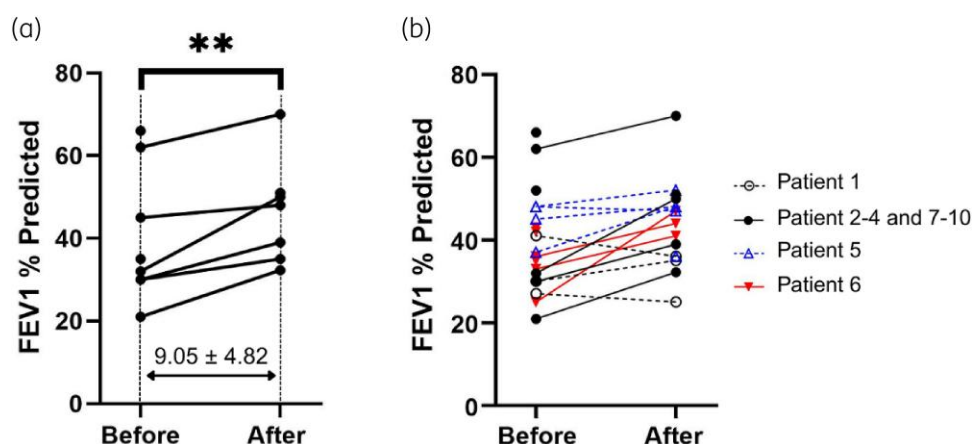 (a)
**
FEV1 % Predicted
80
60
40
20
0
9.05 ± 4.82
Before After
(b)
FEV1 % Predicted
80
60
40
20
0
Before After
Patient 1
Patient 2-4 and 7-10
Patient 5
Patient 6